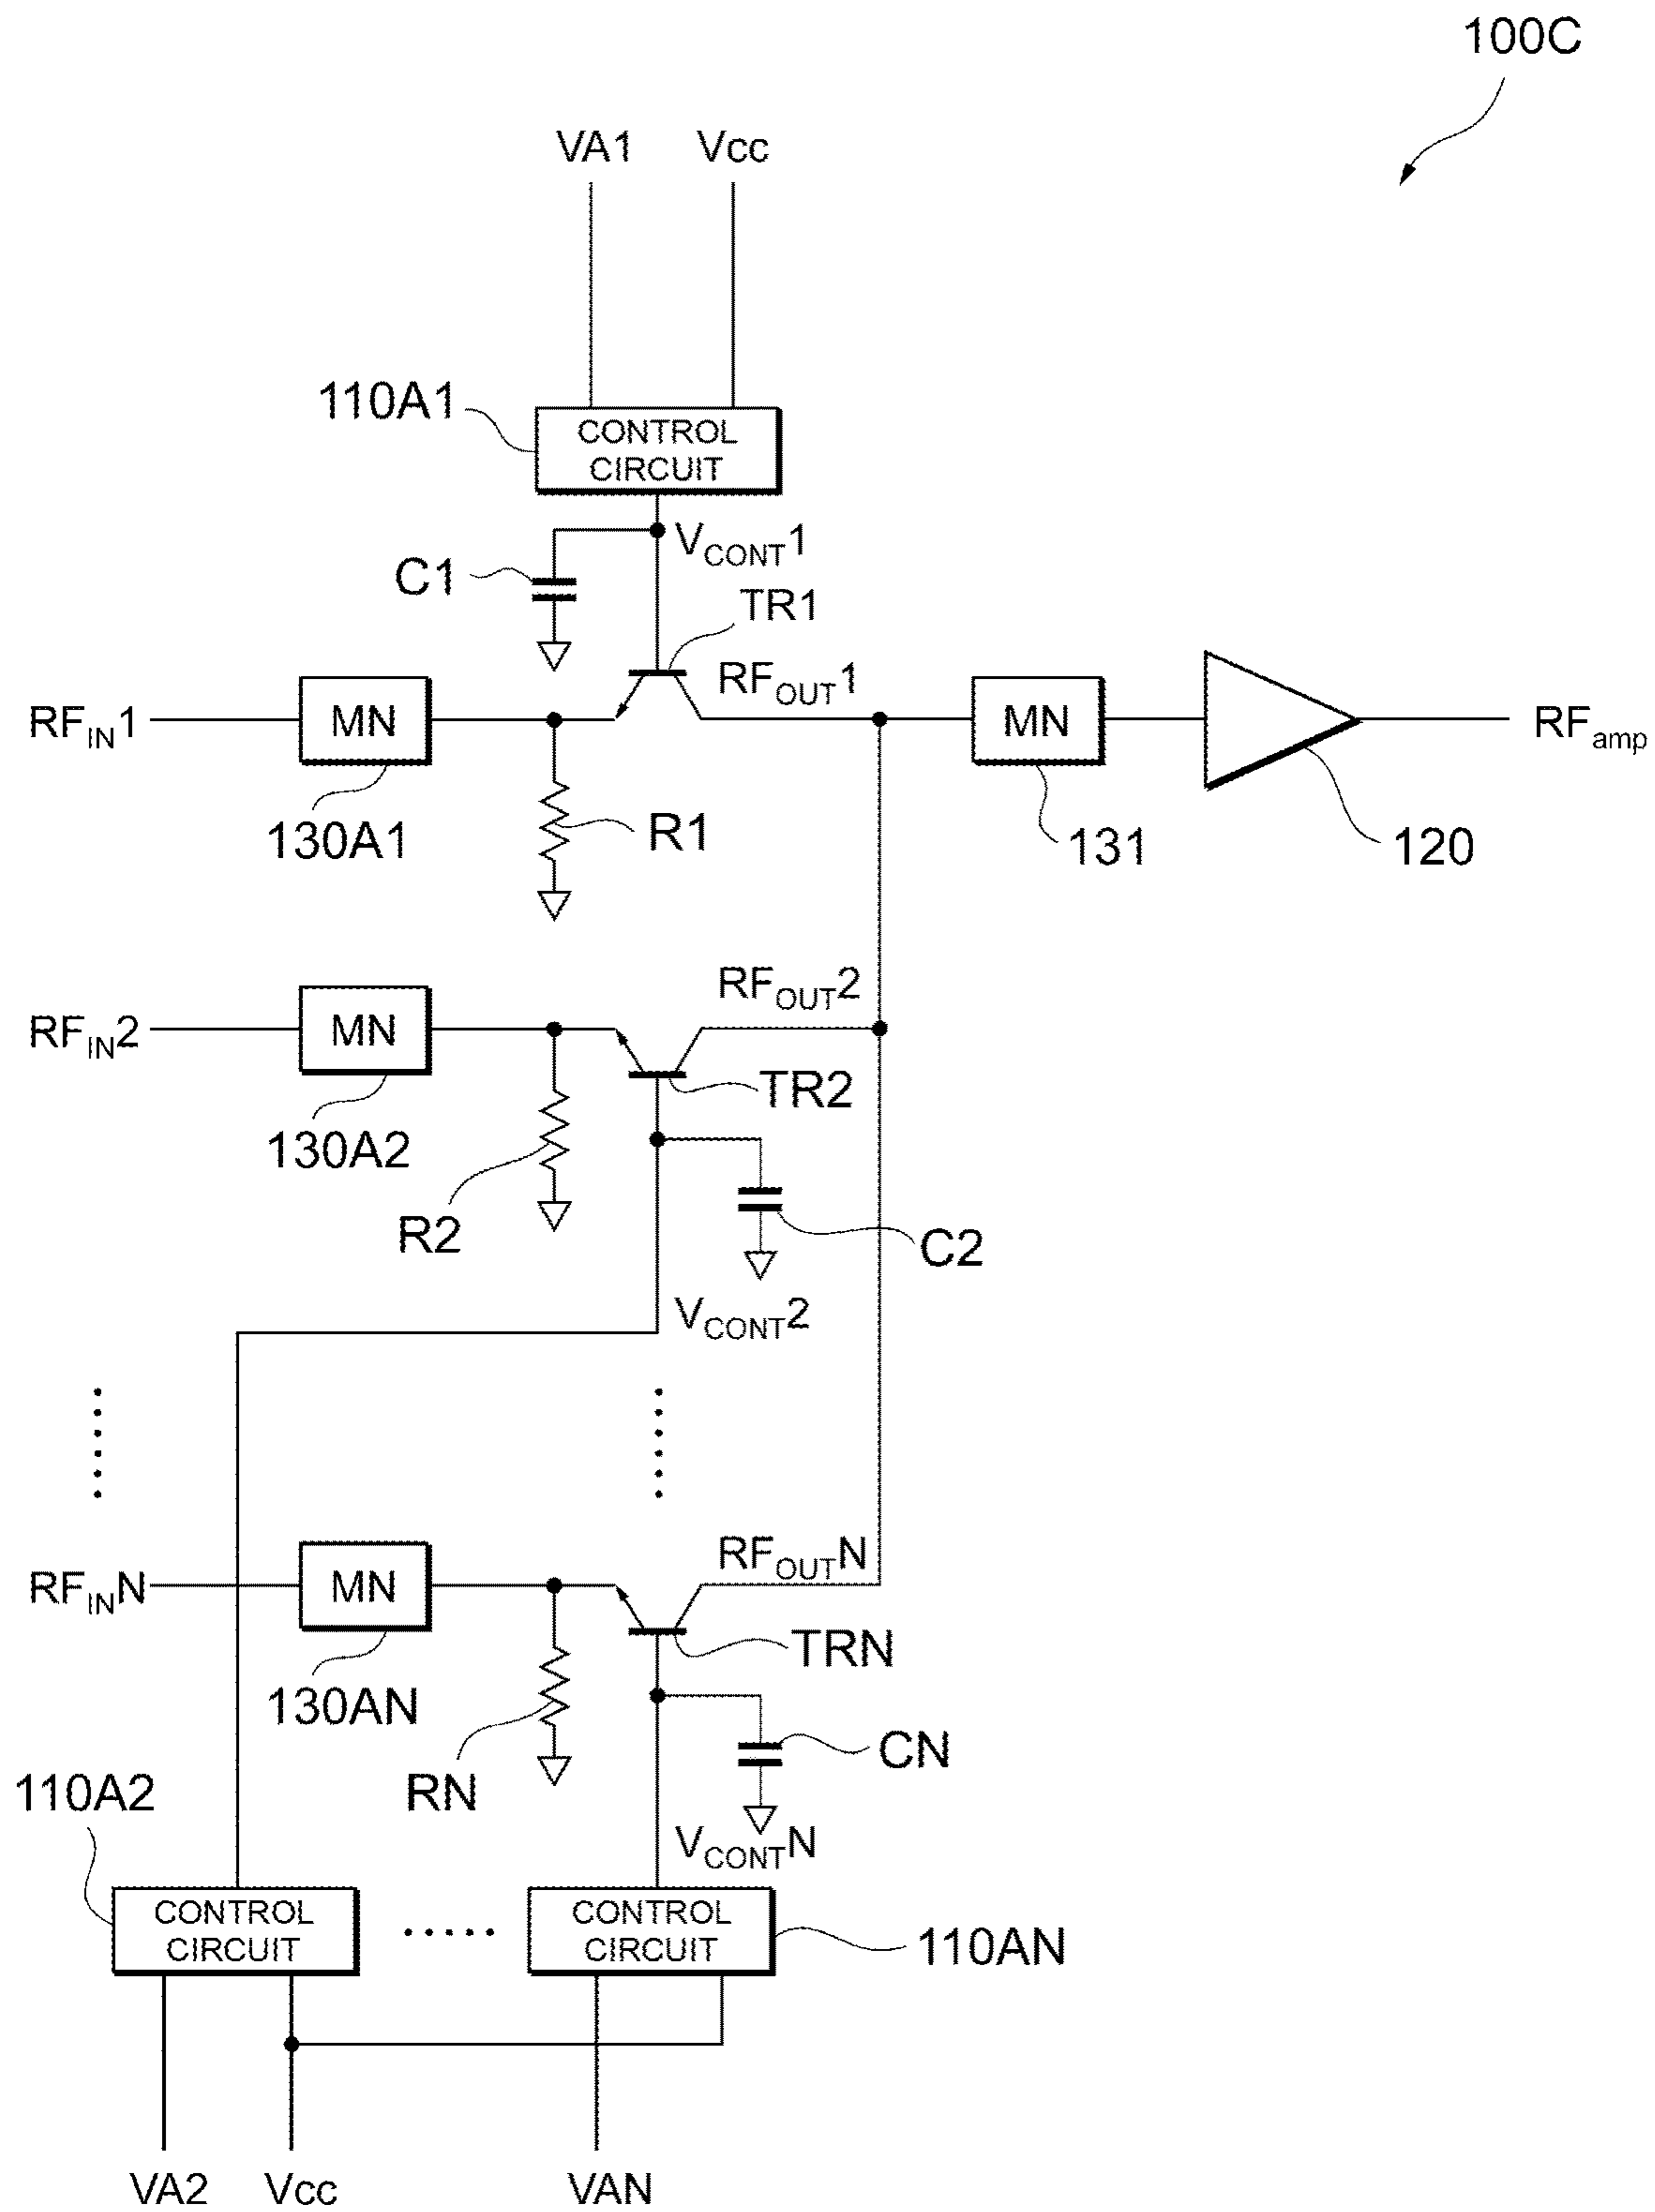 100C
VA1 Vcc
110A1
CONTROL
CIRCUIT
VCONT1
C1
TR1
RFOUT1
RFIN1 MN MN RFamp
130A1 R1 131 120
RFOUT2
RFIN2 MN
TR2
130A2
R2 C2
VCONT2
RFOUTN
RFINN MN
TRN
130AN
CN
110A2 RN
VCONTN
CONTROL
CIRCUIT
CONTROL
CIRCUIT
110AN
VA2 Vcc VAN